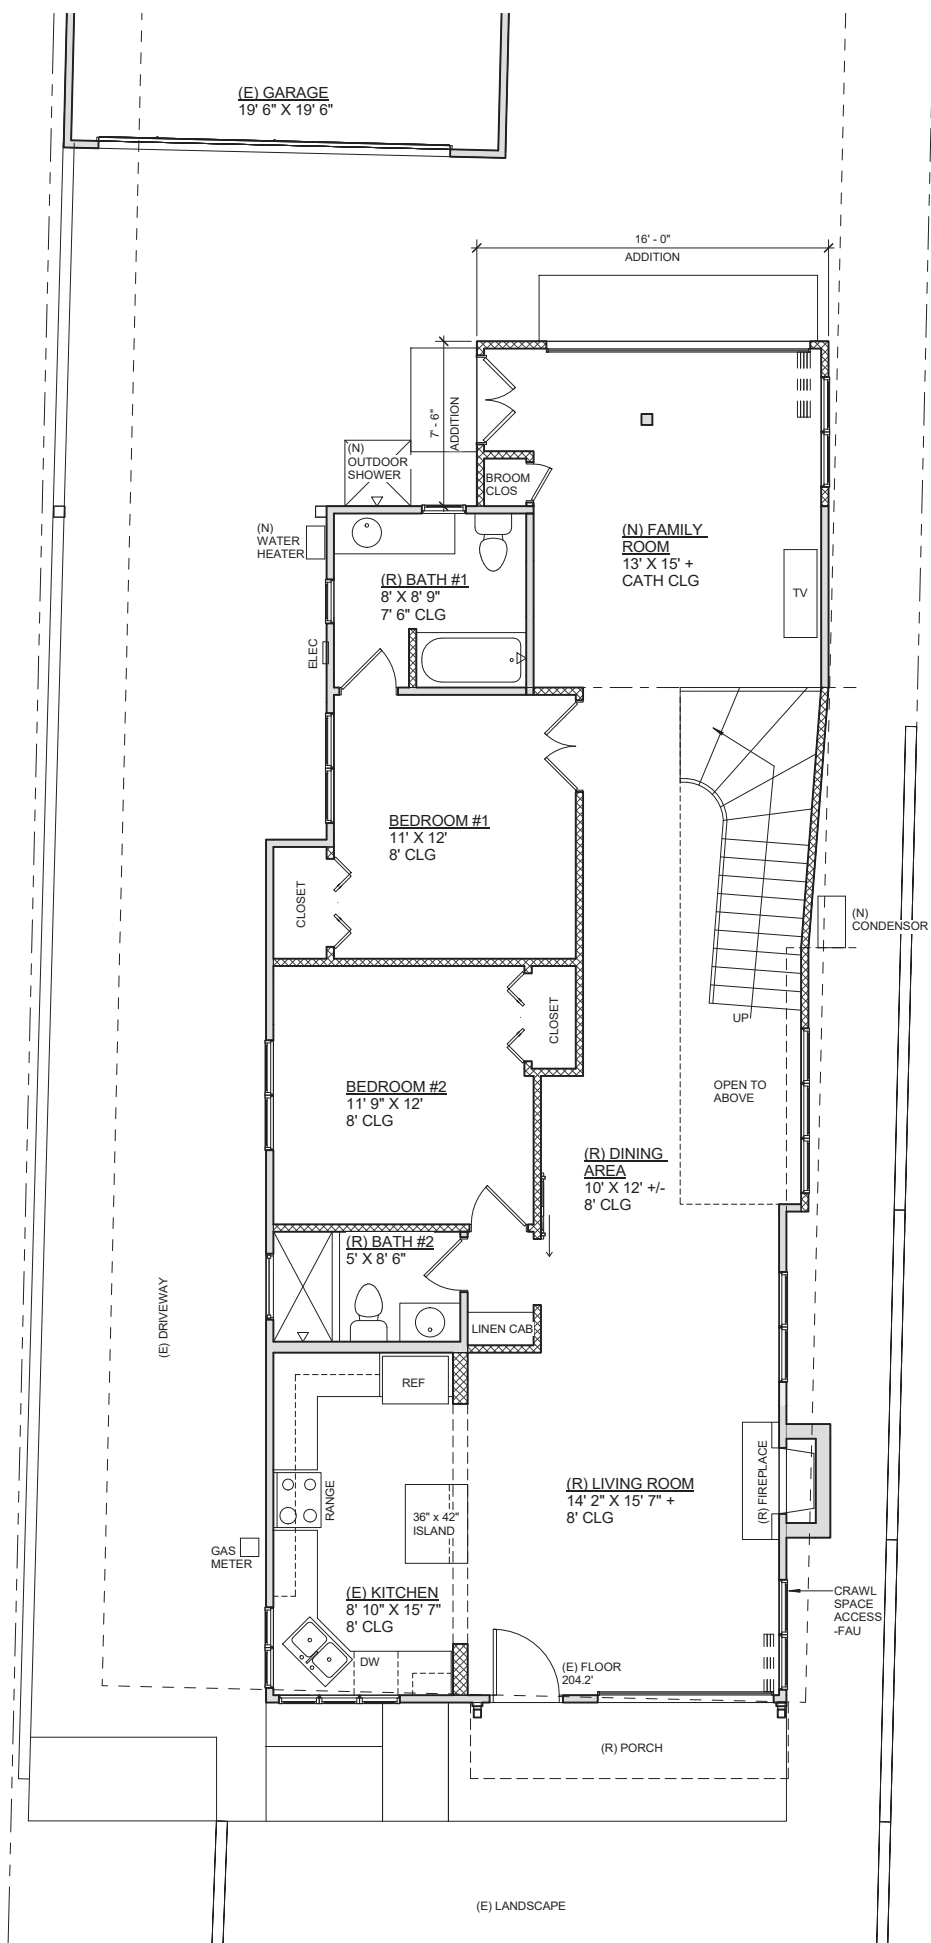 (E) GARAGE
19' 6" X 19' 6"
16' - 0"
ADDITION
7' - 6"
ADDITION
(N)
OUTDOOR
SHOWER
BROOM
CLOS
(N)
WATER
HEATER
(N) FAMILY
ROOM
13' X 15' +
CATH CLG
TV
(R) BATH #1
8' X 8' 9"
7' 6" CLG
ELEC
BEDROOM #1
11' X 12'
8' CLG
CLOSET
(N)
CONDENSOR
CLOSET
UP
BEDROOM #2
11' 9" X 12'
8' CLG
OPEN TO
ABOVE
(R) DINING
AREA
10' X 12' +/-
8' CLG
(R) BATH #2
5' X 8' 6"
(E) DRIVEWAY
LINEN CAB
REF
RANGE
36" x 42"
ISLAND
(R) LIVING ROOM
14' 2" X 15' 7" +
8' CLG
(R) FIREPLACE
GAS
METER
(E) KITCHEN
8' 10" X 15' 7"
8' CLG
CRAWL
SPACE
ACCESS
-FAU
DW
(E) FLOOR
204.2'
(R) PORCH
(E) LANDSCAPE